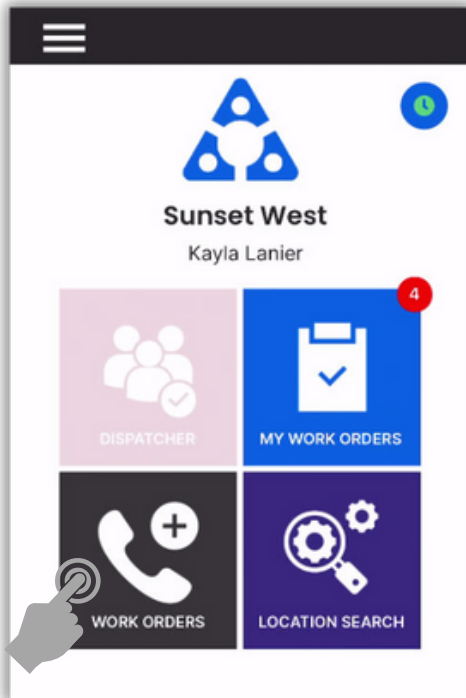 Sunset West
Kayla Lanier
4
DISPATCHER
MY WORK ORDERS
WORK ORDERS
LOCATION SEARCH